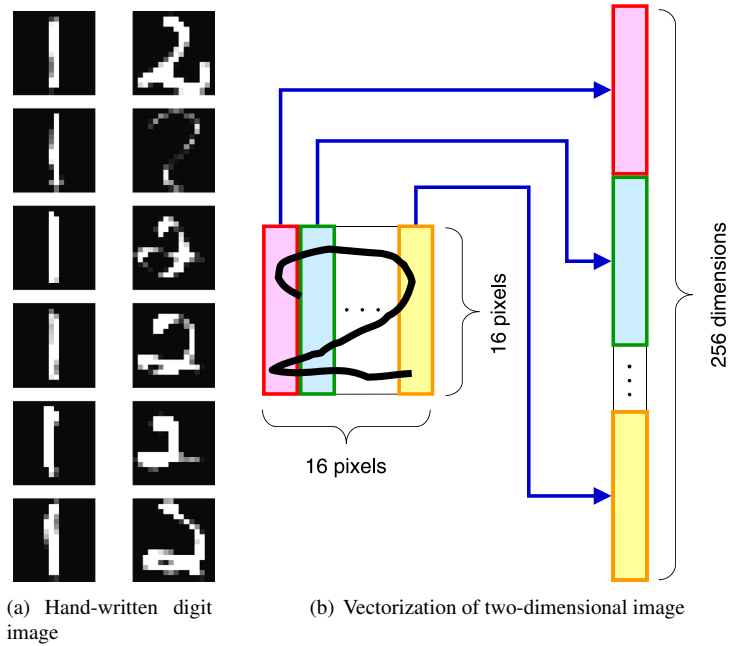 16 pixels
256 dimensions
. . .
16 pixels
(a) Hand-written digit
image
(b) Vectorization of two-dimensional image